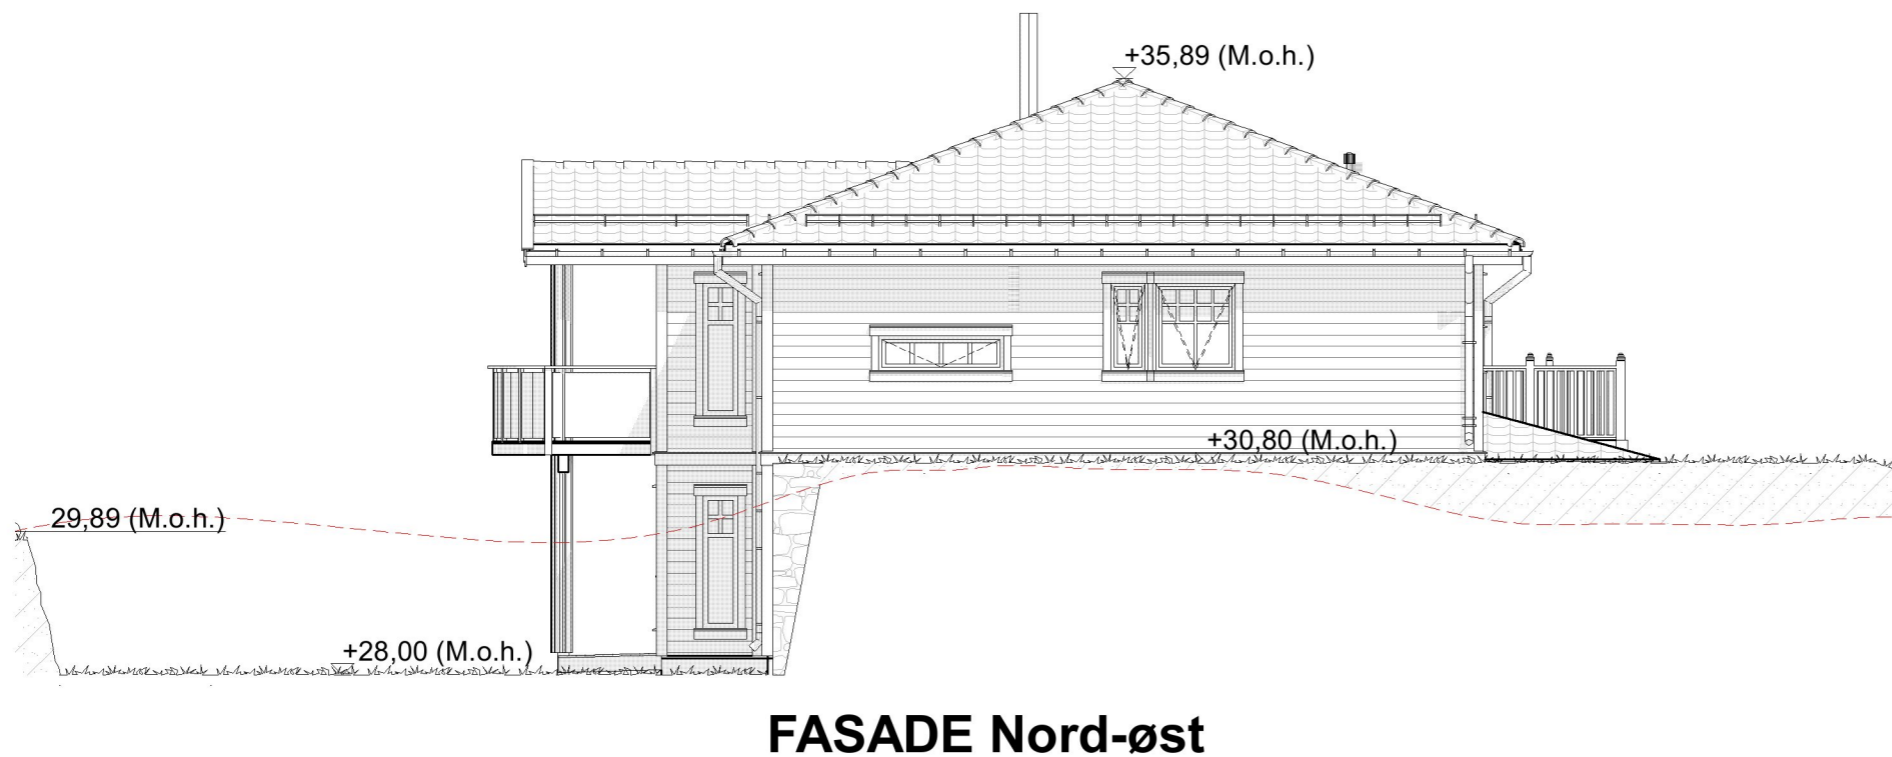 +35,89 (M.o.h.)
+30,80 (M.o.h.)
29,89 (M.o.h.)
+28,00 (M.o.h.)
FASADE Nord-øst